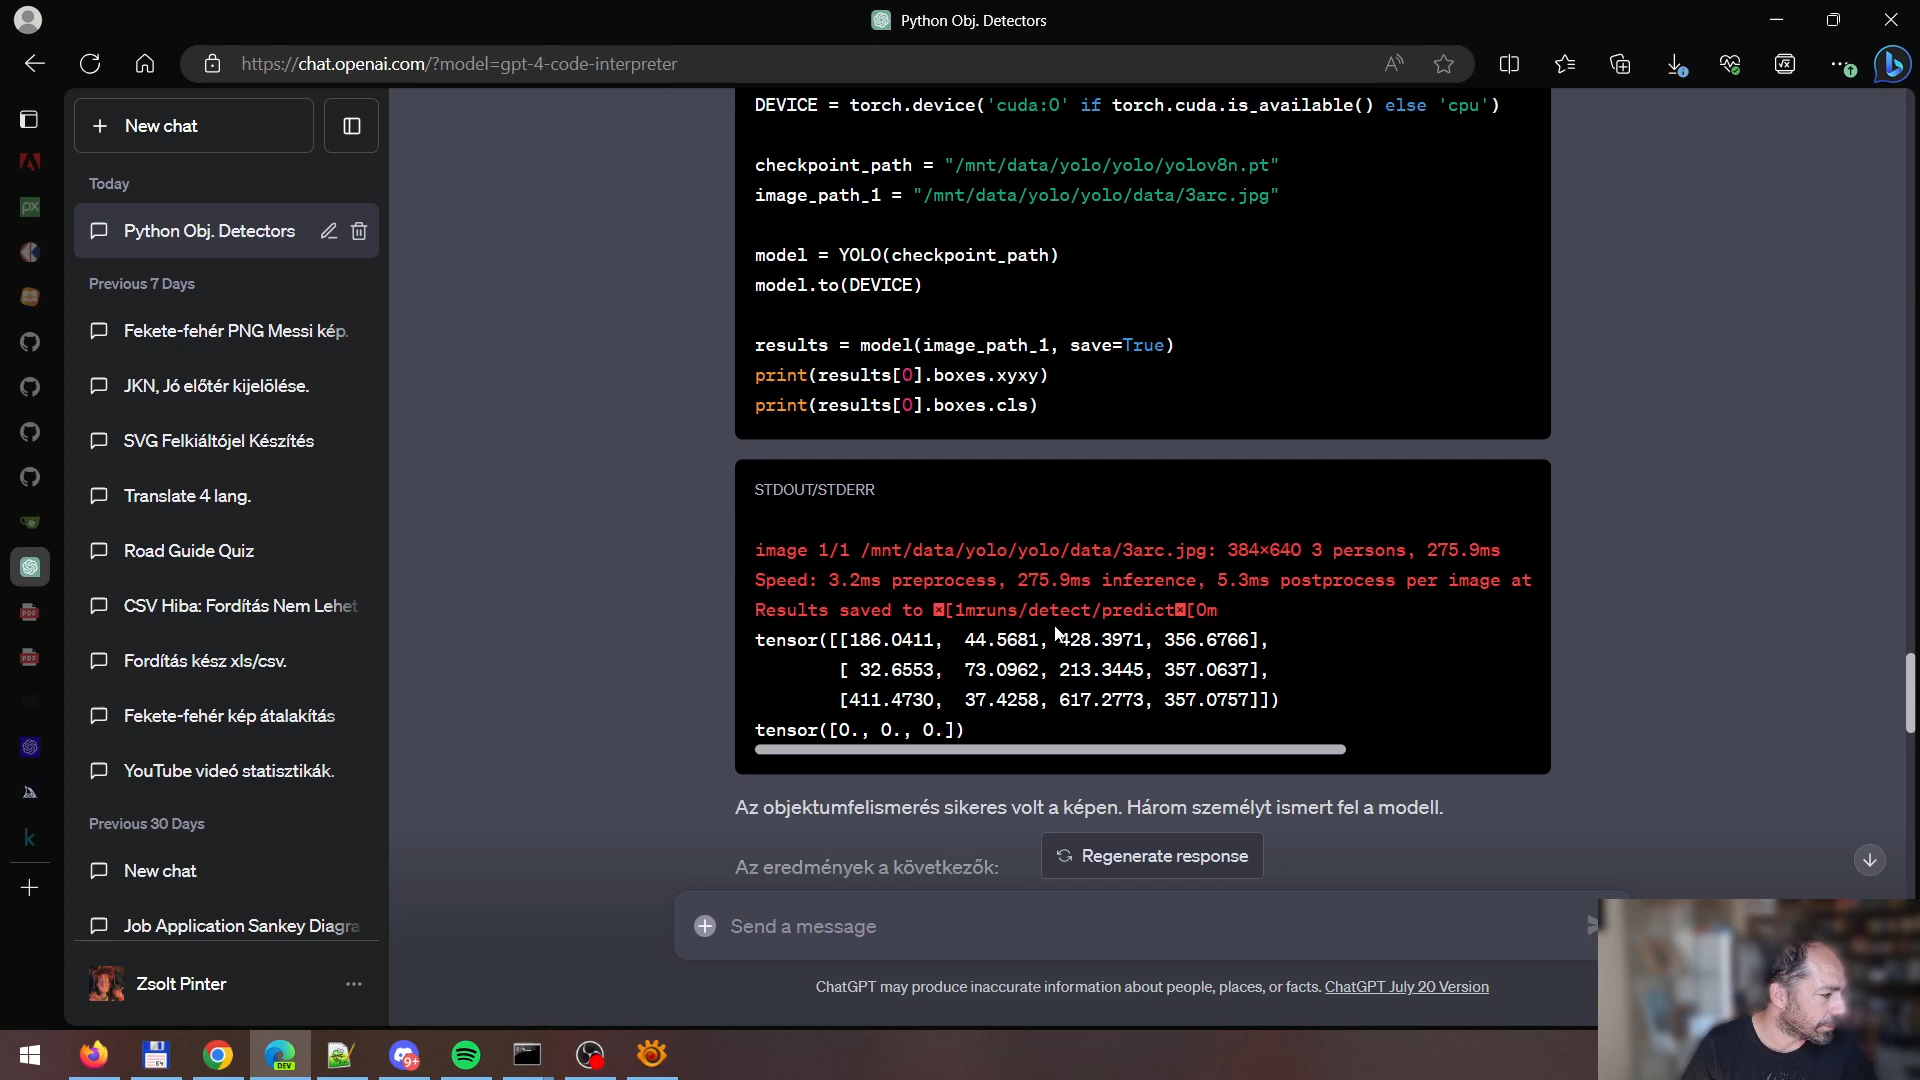 Python Obj. Detectors
https://chat.openai.com/?model=gpt-4-code-interpreter
New chat
Today
Python Obj. Detectors
Previous 7 Days
Fekete-fehér PNG Messi kép.
JKN, Jó előtér kijelölése.
SVG Felkiáltójel Készítés
Translate 4 lang.
Road Guide Quiz
CSV Hiba: Fordítás Nem Lehet
Fordítás kész xls/csv.
Fekete-fehér kép átalakítás
YouTube videó statisztikák.
Previous 30 Days
New chat
Job Application Sankey Diagra
Zsolt Pinter
DEVICE = torch.device('cuda:0' if torch.cuda.is_available() else 'cpu')
checkpoint_path = "/mnt/data/yolo/yolo/yolov8n.pt"
image_path_1 = "/mnt/data/yolo/yolo/data/3arc.jpg"
model = YOLO(checkpoint_path)
model.to(DEVICE)
results = model(image_path_1, save=True)
print(results[0].boxes.xyxy)
print(results[0].boxes.cls)
STDOUT/STDERR
image 1/1 /mnt/data/yolo/yolo/data/3arc.jpg: 384×640 3 persons, 275.9ms
Speed: 3.2ms preprocess, 275.9ms inference, 5.3ms postprocess per image at
Results saved to [1mruns/detect/predict[0m
tensor([[186.0411, 44.5681, 428.3971, 356.6766],
[ 32.6553, 73.0962, 213.3445, 357.0637],
[411.4730, 37.4258, 617.2773, 357.0757]])
tensor([0., 0., 0.])
Az objektumfelismerés sikeres volt a képen. Három személyt ismert fel a modell.
Az eredmények a következők:
Regenerate response
Send a message
ChatGPT may produce inaccurate information about people, places, or facts. ChatGPT July 20 Version